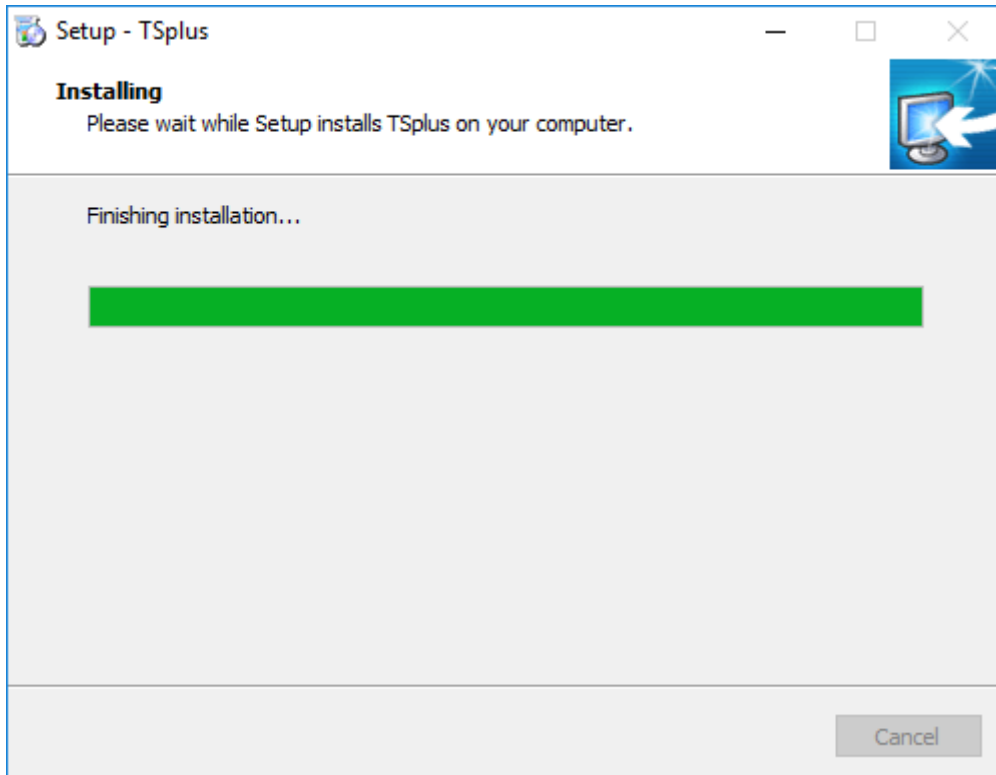 Setup - TSplus
Installing
Please wait while Setup installs TSplus on your computer.
Finishing installation...
Cancel